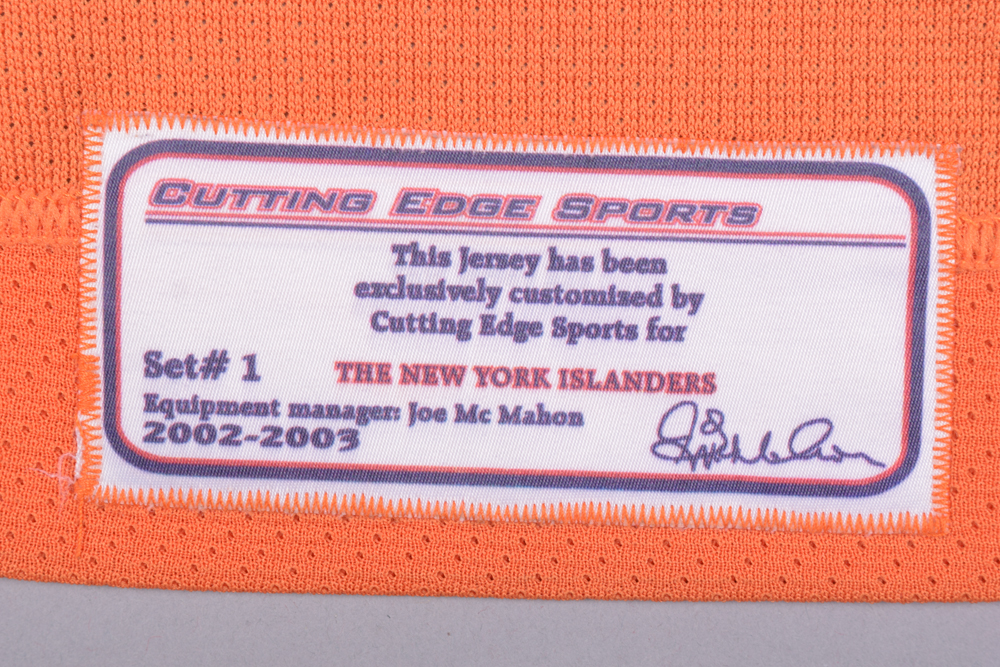 CUTTING EDGE SPORTS
This Jersey has been
exclusively customized by
Cutting Edge Sports for
Set# 1
THE NEW YORK ISLANDERS
Equipment manager: Joe Mc Mahon
2002-2003